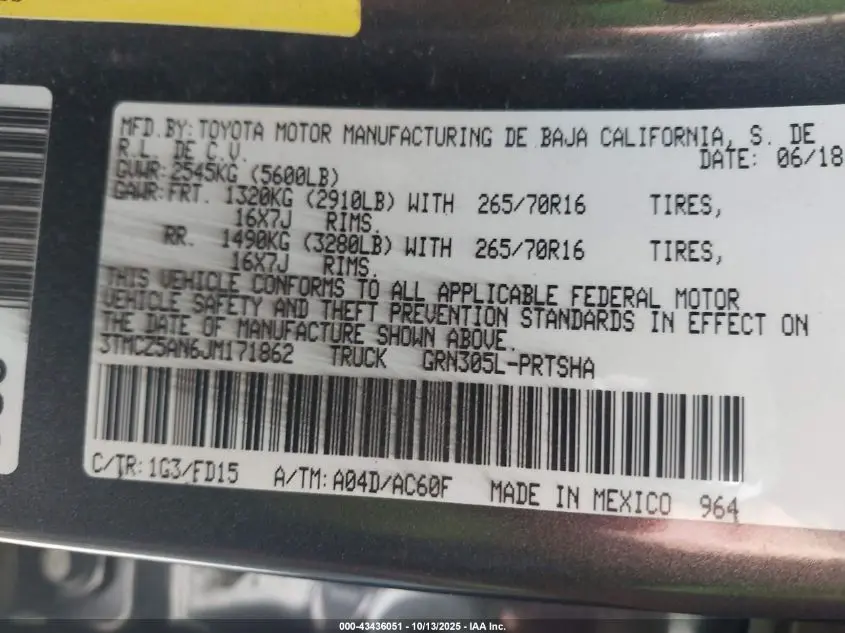 MFD.BY: TOYOTA MOTOR MANUFACTURING DE BAJA CALIFORNIA, S. DE
R.L. DE C.V. DATE: 06/18
GVWR: 2545KG (5600LB)
GAWR: FRT. 1320KG (2910LB) WITH 265/70R16 TIRES,
16X7J RIMS.
RR. 1490KG (3280LB) WITH 265/70R16 TIRES,
16X7J RIMS.
THIS VEHICLE CONFORMS TO ALL APPLICABLE FEDERAL MOTOR
VEHICLE SAFETY AND THEFT PREVENTION STANDARDS IN EFFECT ON
THE DATE OF MANUFACTURE SHOWN ABOVE.
3TMCZ5AN6JM171862 TRUCK GRN305L-PRTSHA
C/TR: 1G3/FD15 A/TM: A04D/AC60F MADE IN MEXICO 964
000-43436051 - 10/13/2025 - IAA Inc.